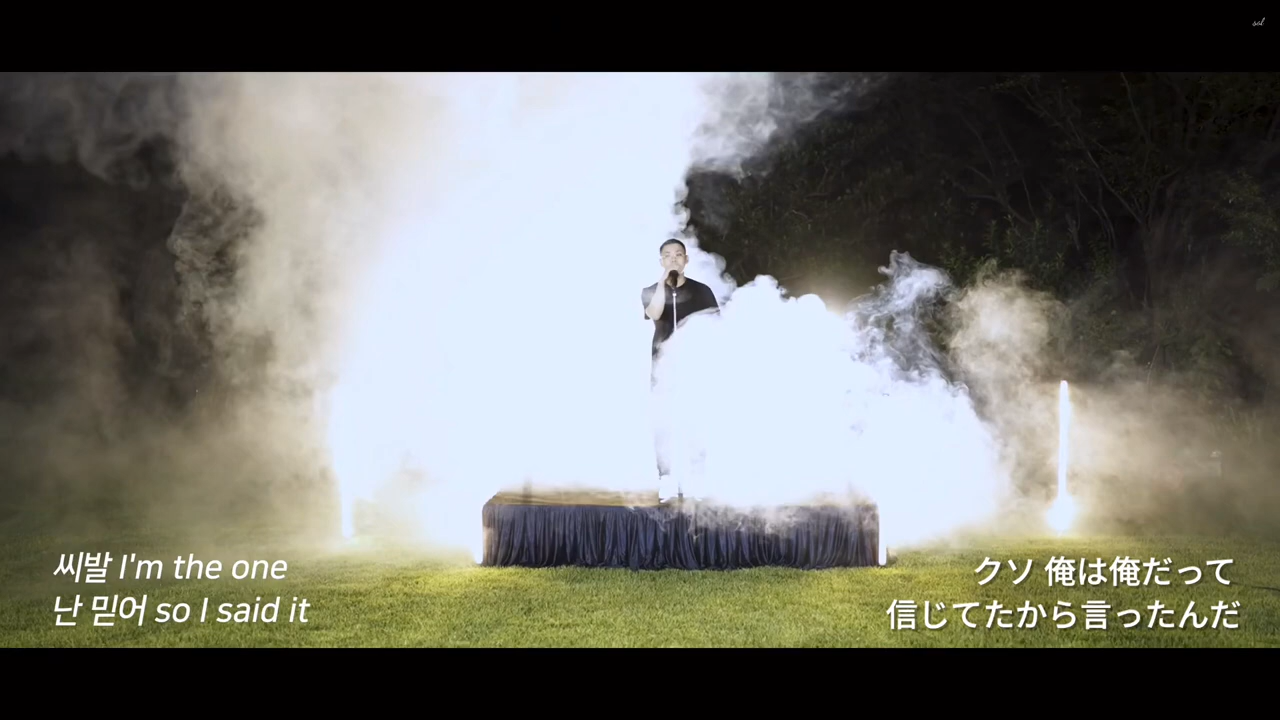 sal
씨발 I'm the one
난 믿어 so I said it
クソ 俺は俺だって
信じてたから言ったんだ